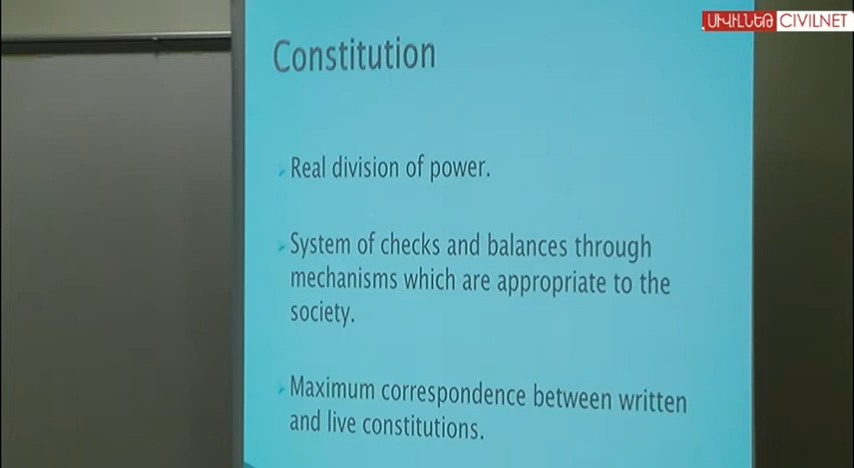 ՍԻՎԻԼՆԵԹ CIVILNET
Constitution
Real division of power.
System of checks and balances through
mechanisms which are appropriate to the
society.
Maximum correspondence between written
and live constitutions.